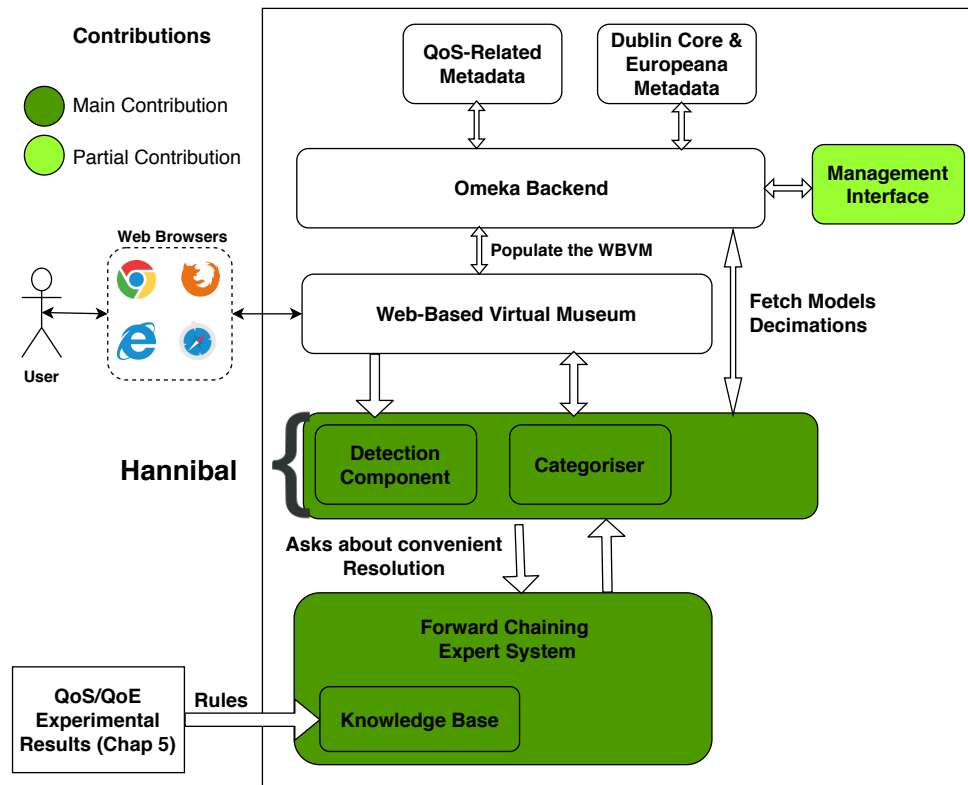 Contributions
Main Contribution
Partial Contribution
QoS-Related
Metadata
Dublin Core &
Europeana
Metadata
Omeka Backend
Management
Interface
Populate the WBVM
Web Browsers
User
Web-Based Virtual Museum
Fetch Models
Decimations
Hannibal
Detection
Component
Categoriser
Asks about convenient
Resolution
Forward Chaining
Expert System
QoS/QoE
Experimental
Results (Chap 5)
Rules
Knowledge Base